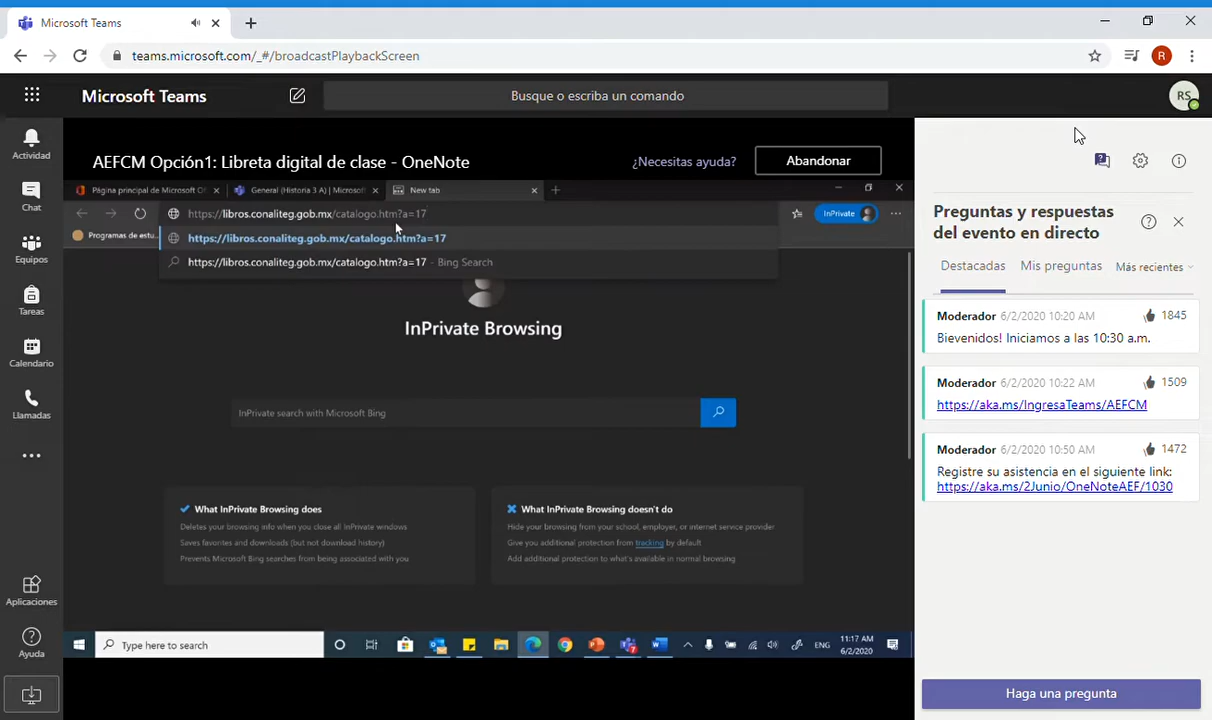 Microsoft Teams
teams.microsoft.com/_#/broadcastPlaybackScreen
R
Microsoft Teams
Busque o escriba un comando
RS
Actividad
Chat
Equipos
Tareas
Calendario
Llamadas
Aplicaciones
Ayuda
AEFCM Opción1: Libreta digital de clase - OneNote
¿Necesitas ayuda?
Abandonar
Página principal de Microsoft Of
General (Historia 3 A) | Microsoft
New tab
https://libros.conaliteg.gob.mx/catalogo.htm?a=17
InPrivate
Programas de estu...
https://libros.conaliteg.gob.mx/catalogo.htm?a=17
https://libros.conaliteg.gob.mx/catalogo.htm?a=17 - Bing Search
InPrivate Browsing
InPrivate search with Microsoft Bing
What InPrivate Browsing does
Deletes your browsing info when you close all InPrivate windows
Saves favorites and downloads (but not download history)
Prevents Microsoft Bing searches from being associated with you
What InPrivate Browsing doesn't do
Hide your browsing from your school, employer, or internet service provider
Give you additional protection from tracking by default
Add additional protection to what's available in normal browsing
Type here to search
ENG
11:17 AM
6/2/2020
Preguntas y respuestas
del evento en directo
Destacadas
Mis preguntas
Más recientes
Moderador 6/2/2020 10:20 AM 1845
Bievenidos! Iniciamos a las 10:30 a.m.
Moderador 6/2/2020 10:22 AM 1509
https://aka.ms/IngresaTeams/AEFCM
Moderador 6/2/2020 10:50 AM 1472
Registre su asistencia en el siguiente link:
https://aka.ms/2Junio/OneNoteAEF/1030
Haga una pregunta